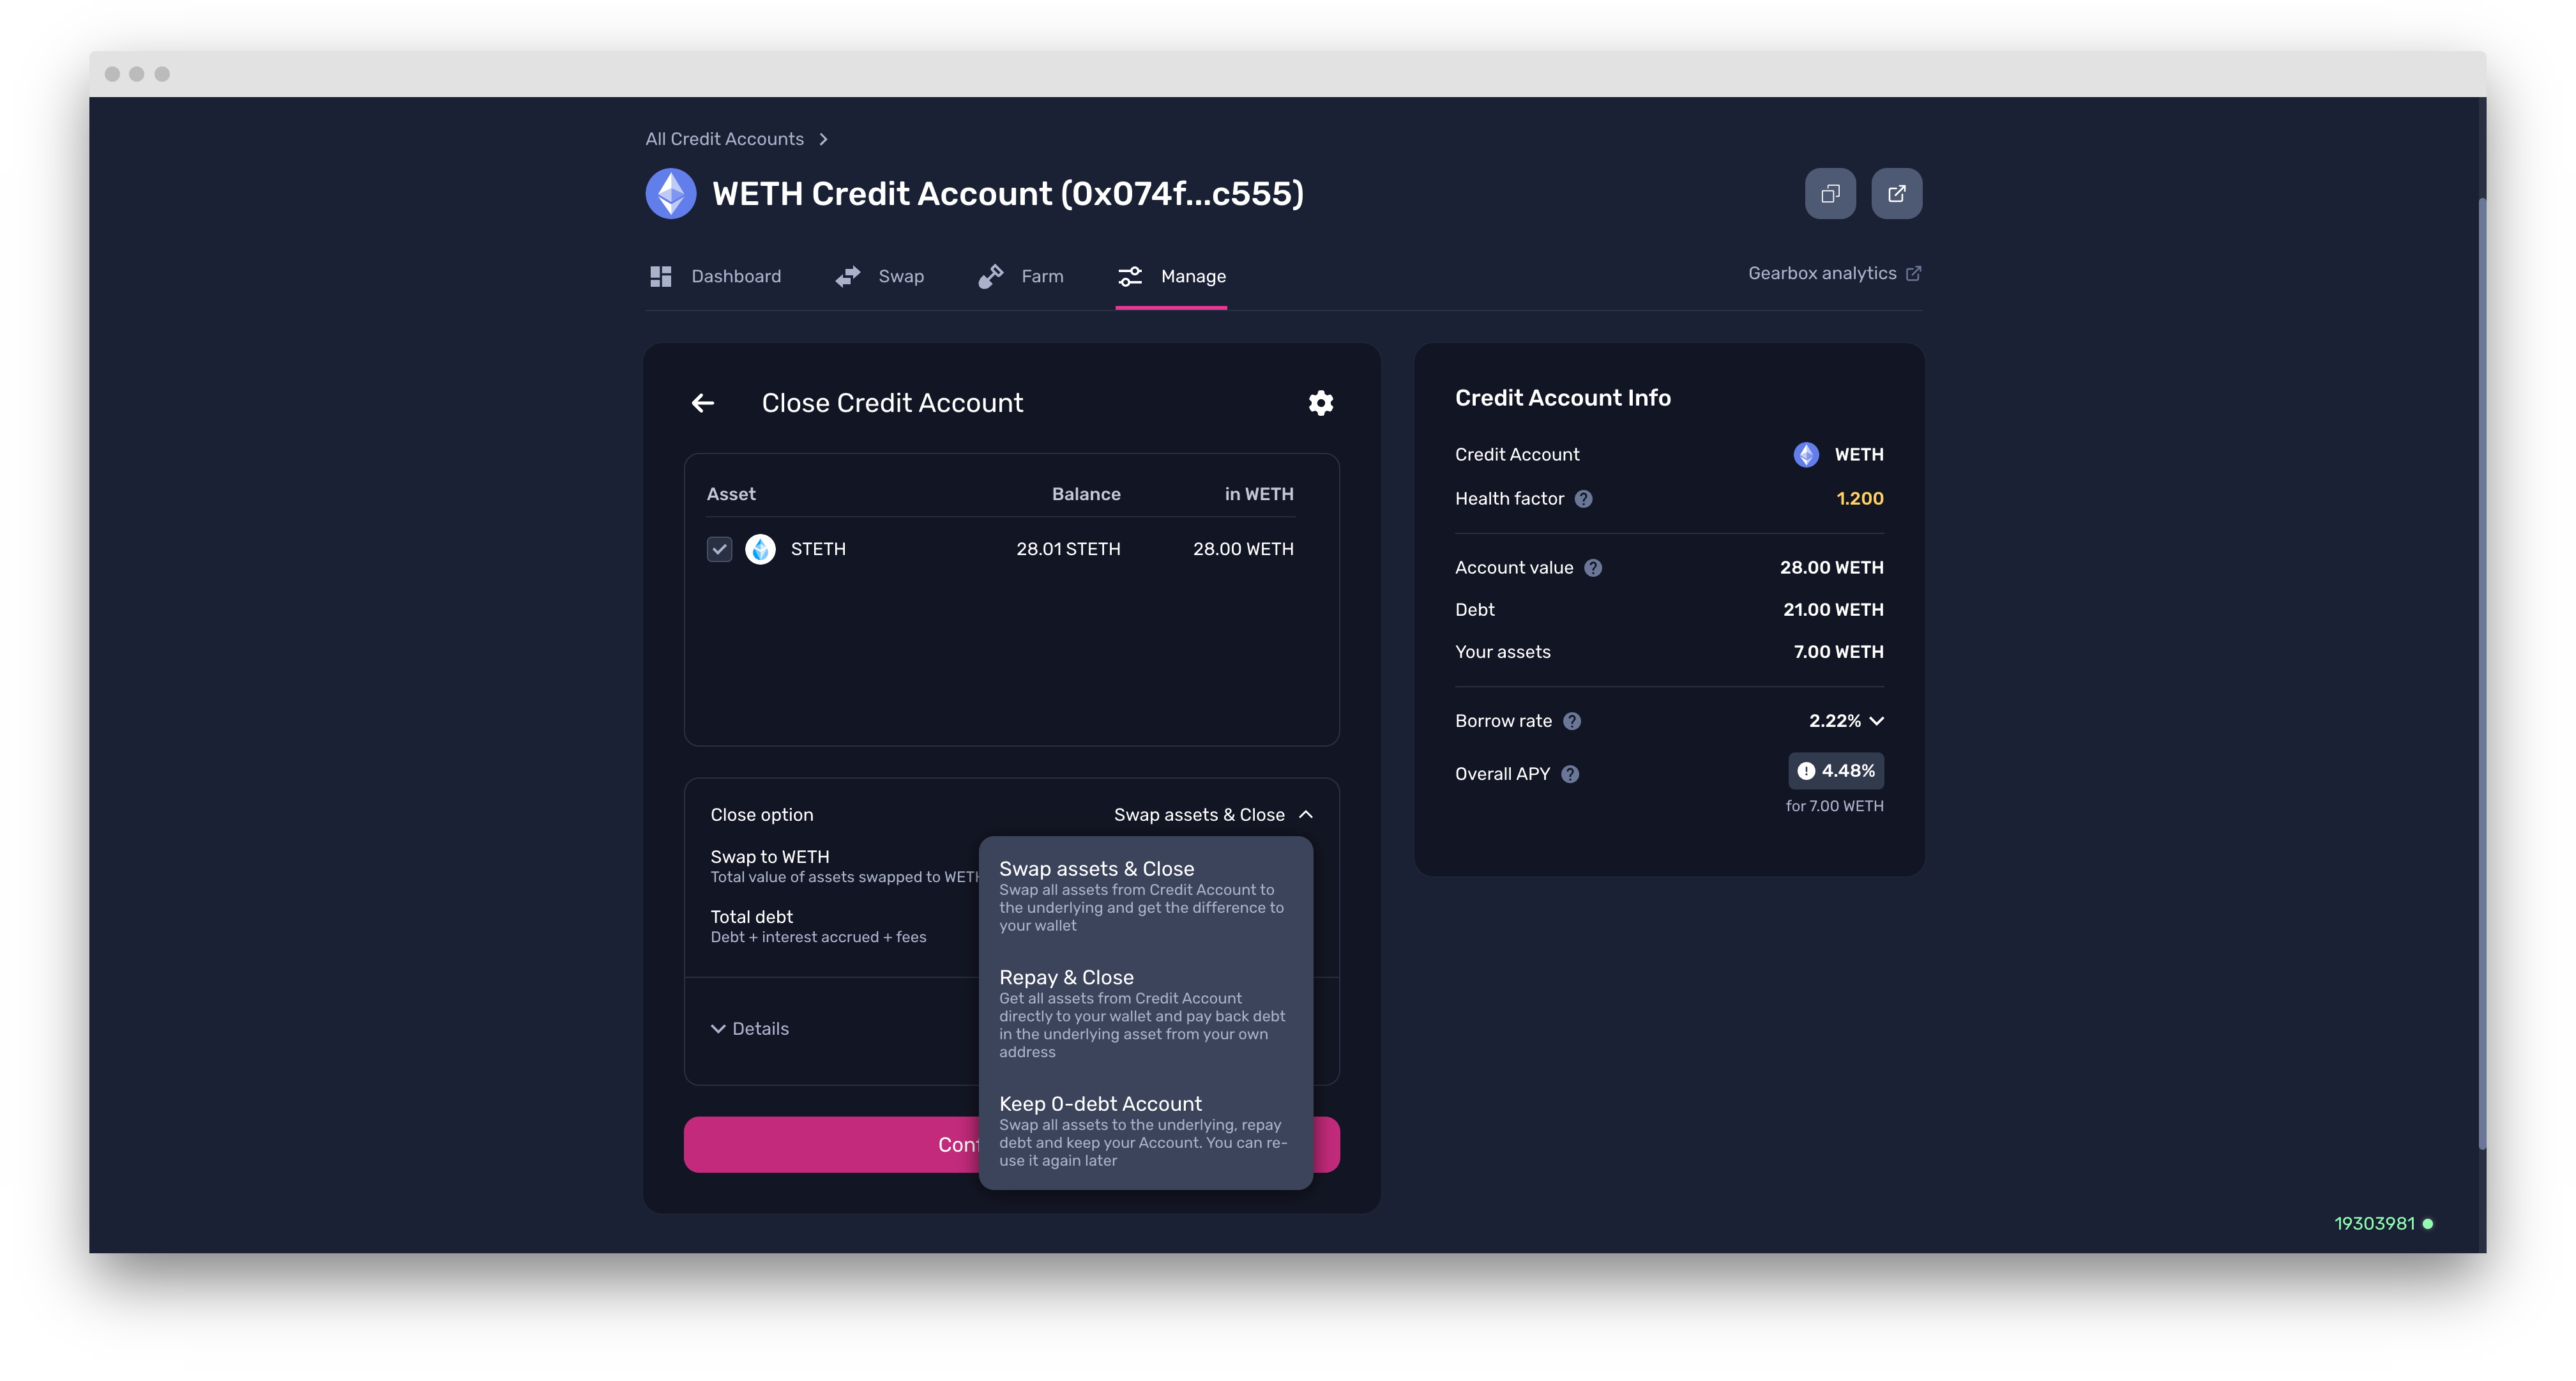 All Credit Accounts
WETH Credit Account (0x074f...c555)
Dashboard
Swap
Farm
Manage
Gearbox analytics
Close Credit Account
Asset Balance in WETH
STETH 28.01 STETH 28.00 WETH
Close option Swap assets & Close
Swap to WETH
Total value of assets swapped to
Total debt
Debt + interest accrued + fees
Details
Swap assets & Close
Swap all assets from Credit Account to
the underlying and get the difference to
your wallet
Repay & Close
Get all assets from Credit Account
directly to your wallet and pay back debt
in the underlying asset from your own
address
Keep 0-debt Account
Swap all assets to the underlying, repay
debt and keep your Account. You can re-
use it again later
Credit Account Info
Credit Account WETH
Health factor 1.200
Account value 28.00 WETH
Debt 21.00 WETH
Your assets 7.00 WETH
Borrow rate 2.22%
Overall APY 4.48%
for 7.00 WETH
19303981